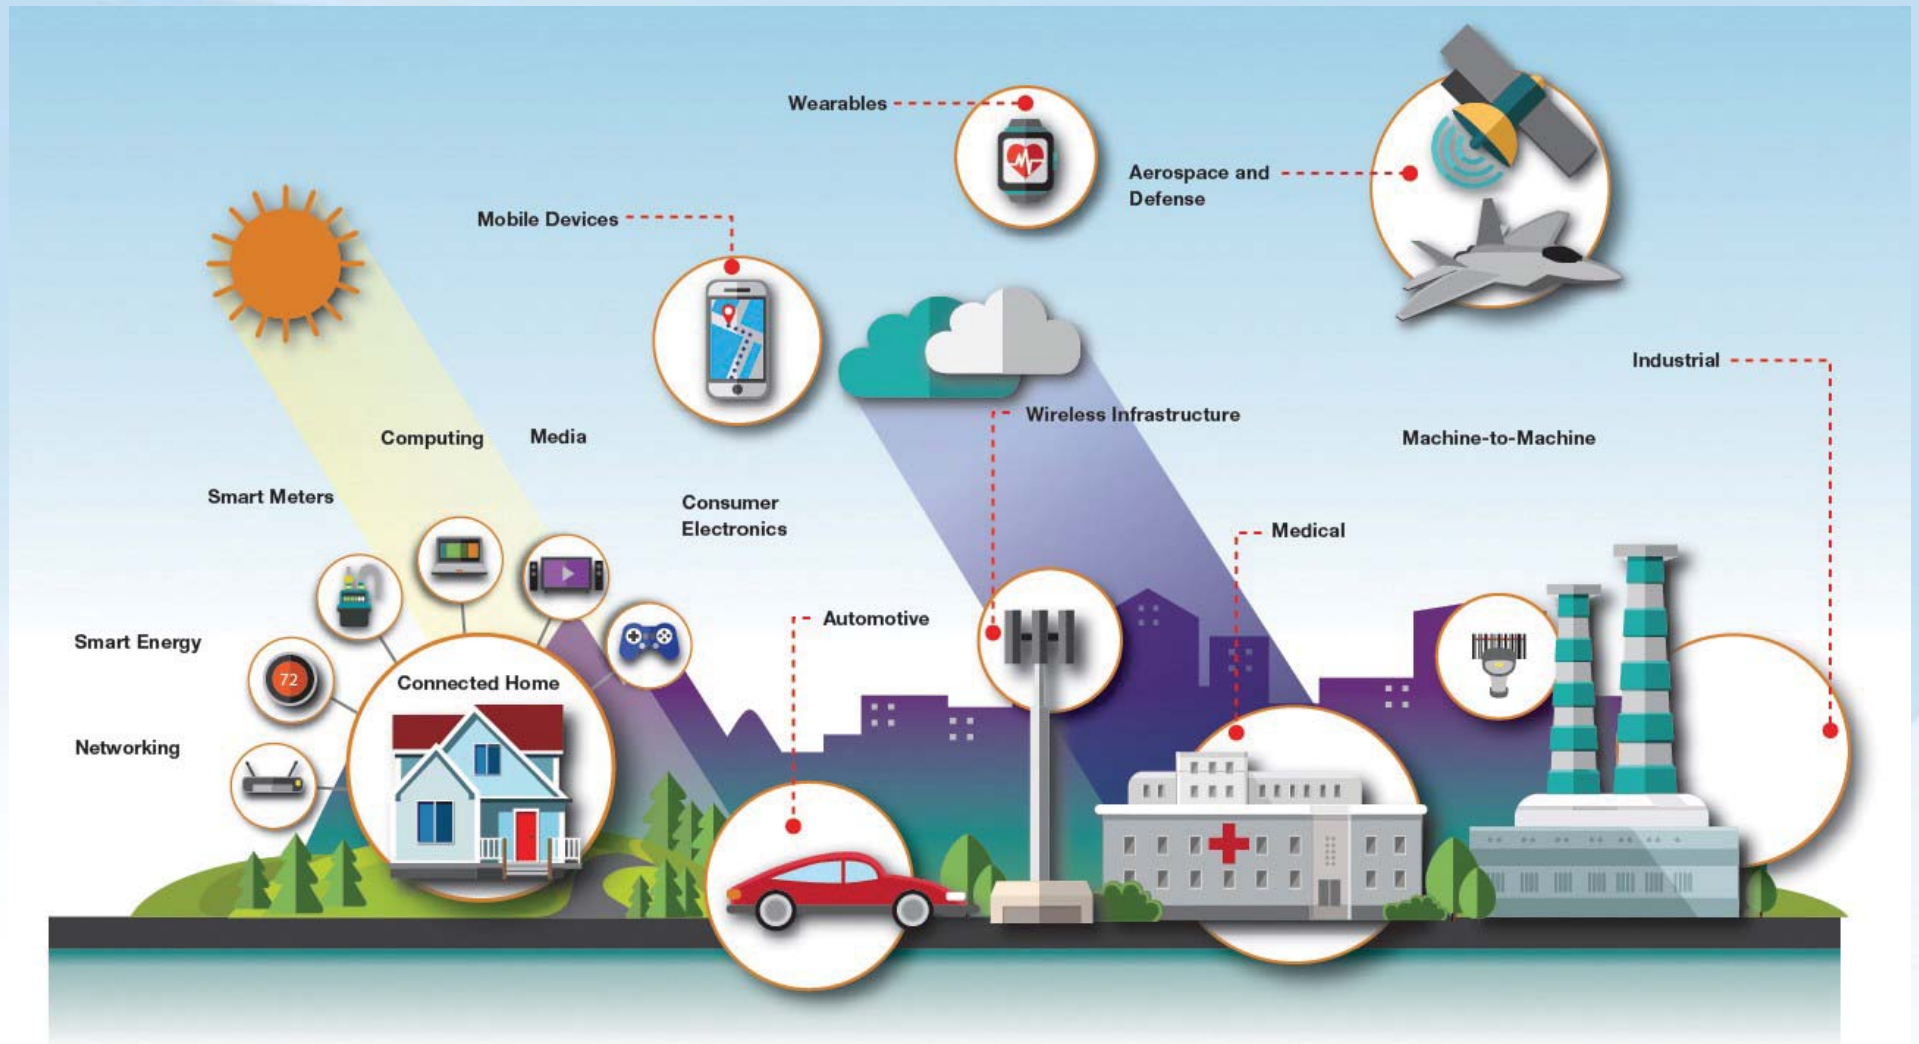 Wearables
Aerospace and
Defense
Mobile Devices
Industrial
Wireless Infrastructure
Computing
Media
Machine-to-Machine
Smart Meters
Consumer
Electronics
Medical
Automotive
Smart Energy
72
Connected Home
Networking